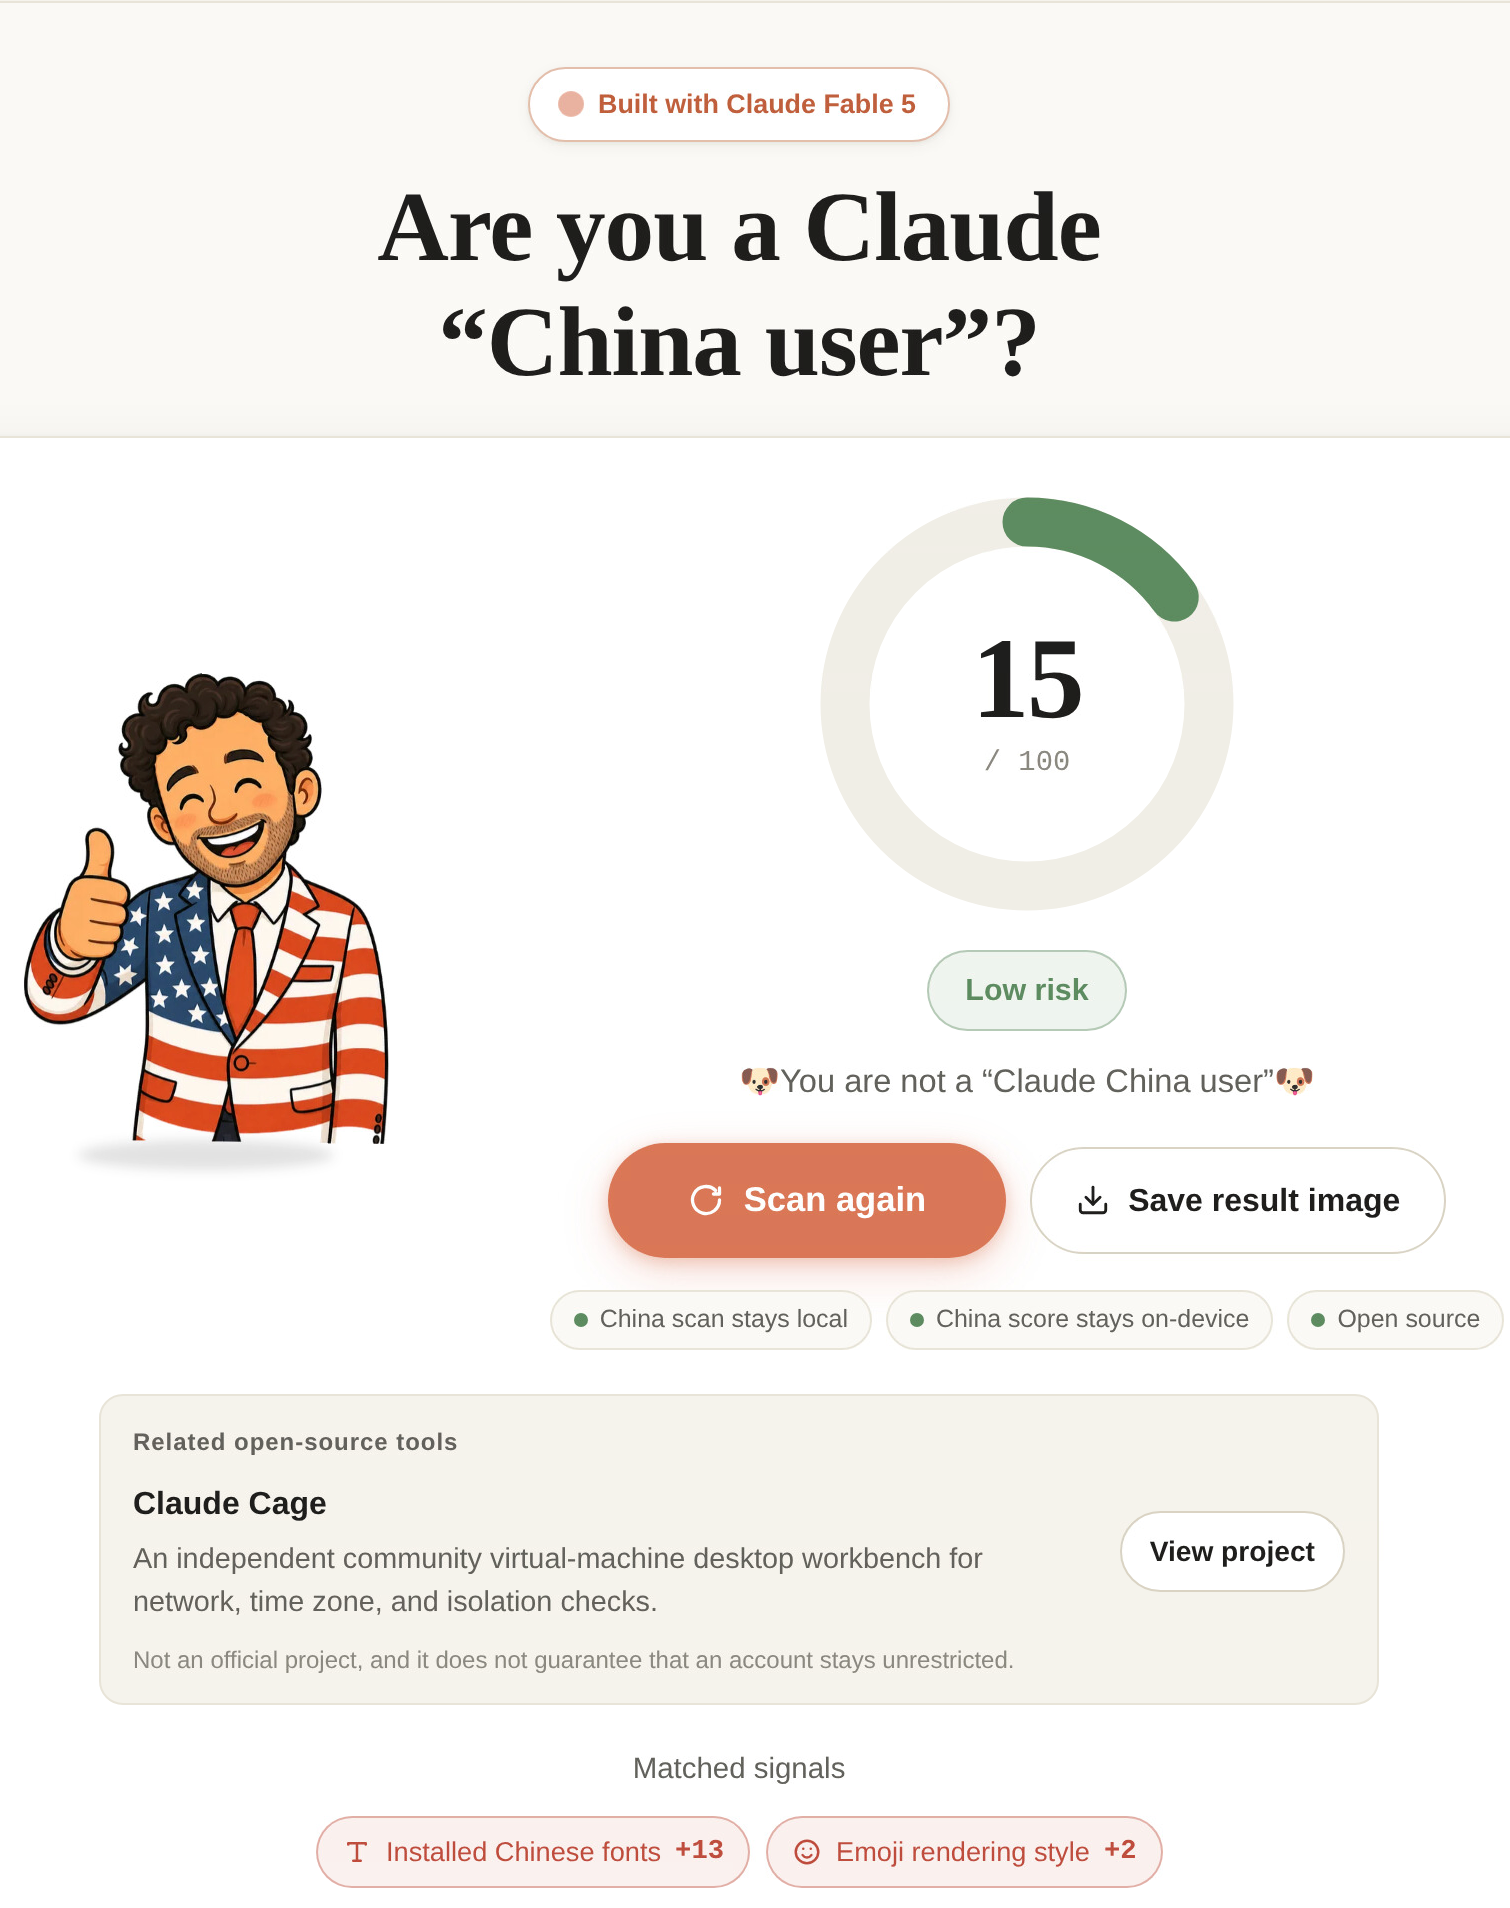 Built with Claude Fable 5
Are you a Claude
“China user”?
15
/ 100
Low risk
🐶You are not a “Claude China user”🐶
Scan again
Save result image
China scan stays local
China score stays on-device
Open source
Related open-source tools
Claude Cage
An independent community virtual-machine desktop workbench for
network, time zone, and isolation checks.
View project
Not an official project, and it does not guarantee that an account stays unrestricted.
Matched signals
Installed Chinese fonts +13
Emoji rendering style +2